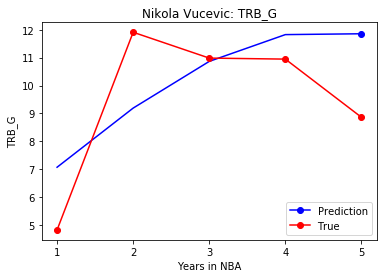 Nikola Vucevic: TRB_G
12
11
10
9
8
7
6
5
TRB_G
1 2 3 4 5
Years in NBA
Prediction
True